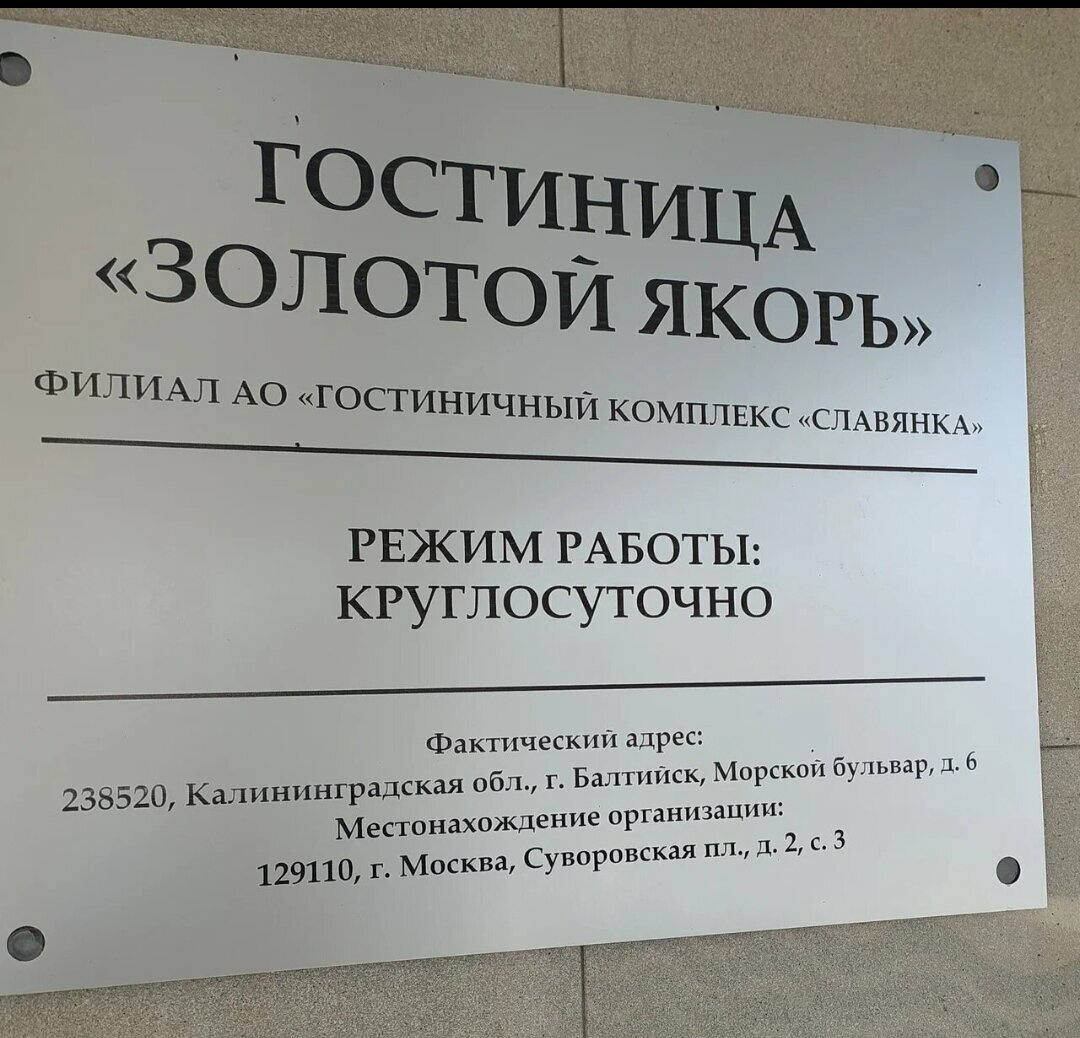 ГОСТИНИЦА
«ЗОЛОТОЙ ЯКОРЬ»
ФИЛИАЛ АО «ГОСТИНИЧНЫЙ КОМПЛЕКС «СЛАВЯНКА»
РЕЖИМ РАБОТЫ:
КРУГЛОСУТОЧНО
Фактический адрес:
238520, Калининградская обл., г. Балтийск, Морской бульвар, д. 6
Местонахождение организации:
129110, г. Москва, Суворовская пл., д. 2, с. 3